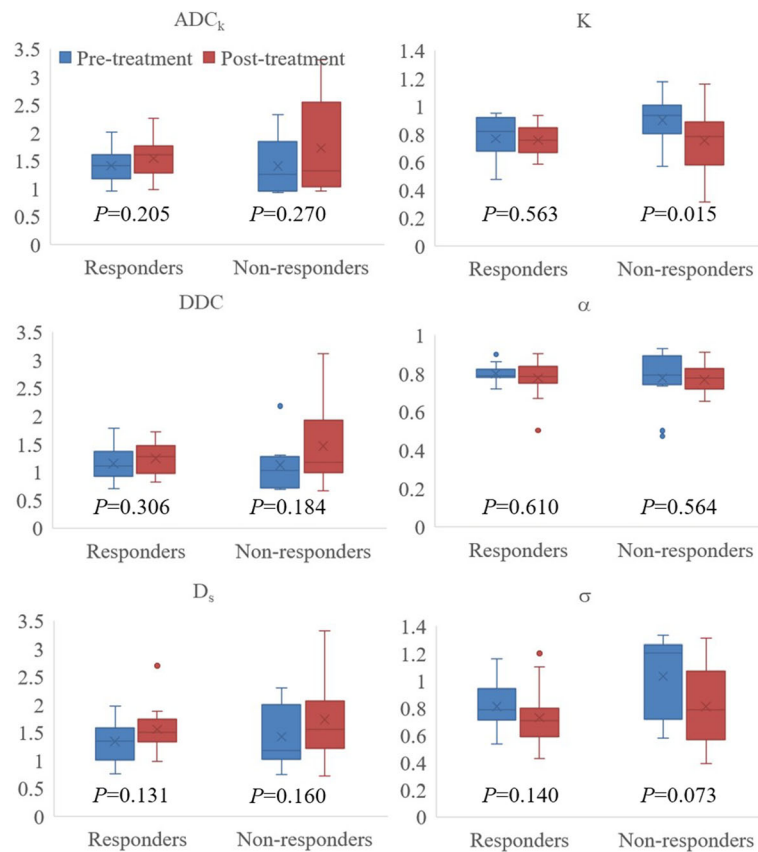 ADCk
3.5
3
2.5
2
1.5
1
0.5
0
Pre-treatment Post-treatment
P=0.205 P=0.270
Responders Non-responders
K
1.4
1.2
1
0.8
0.6
0.4
0.2
0
P=0.563 P=0.015
Responders Non-responders
DDC
3.5
3
2.5
2
1.5
1
0.5
0
P=0.306 P=0.184
Responders Non-responders
α
1
0.8
0.6
0.4
0.2
0
P=0.610 P=0.564
Responders Non-responders
Ds
3.5
3
2.5
2
1.5
1
0.5
0
P=0.131 P=0.160
Responders Non-responders
σ
1.4
1.2
1
0.8
0.6
0.4
0.2
0
P=0.140 P=0.073
Responders Non-responders